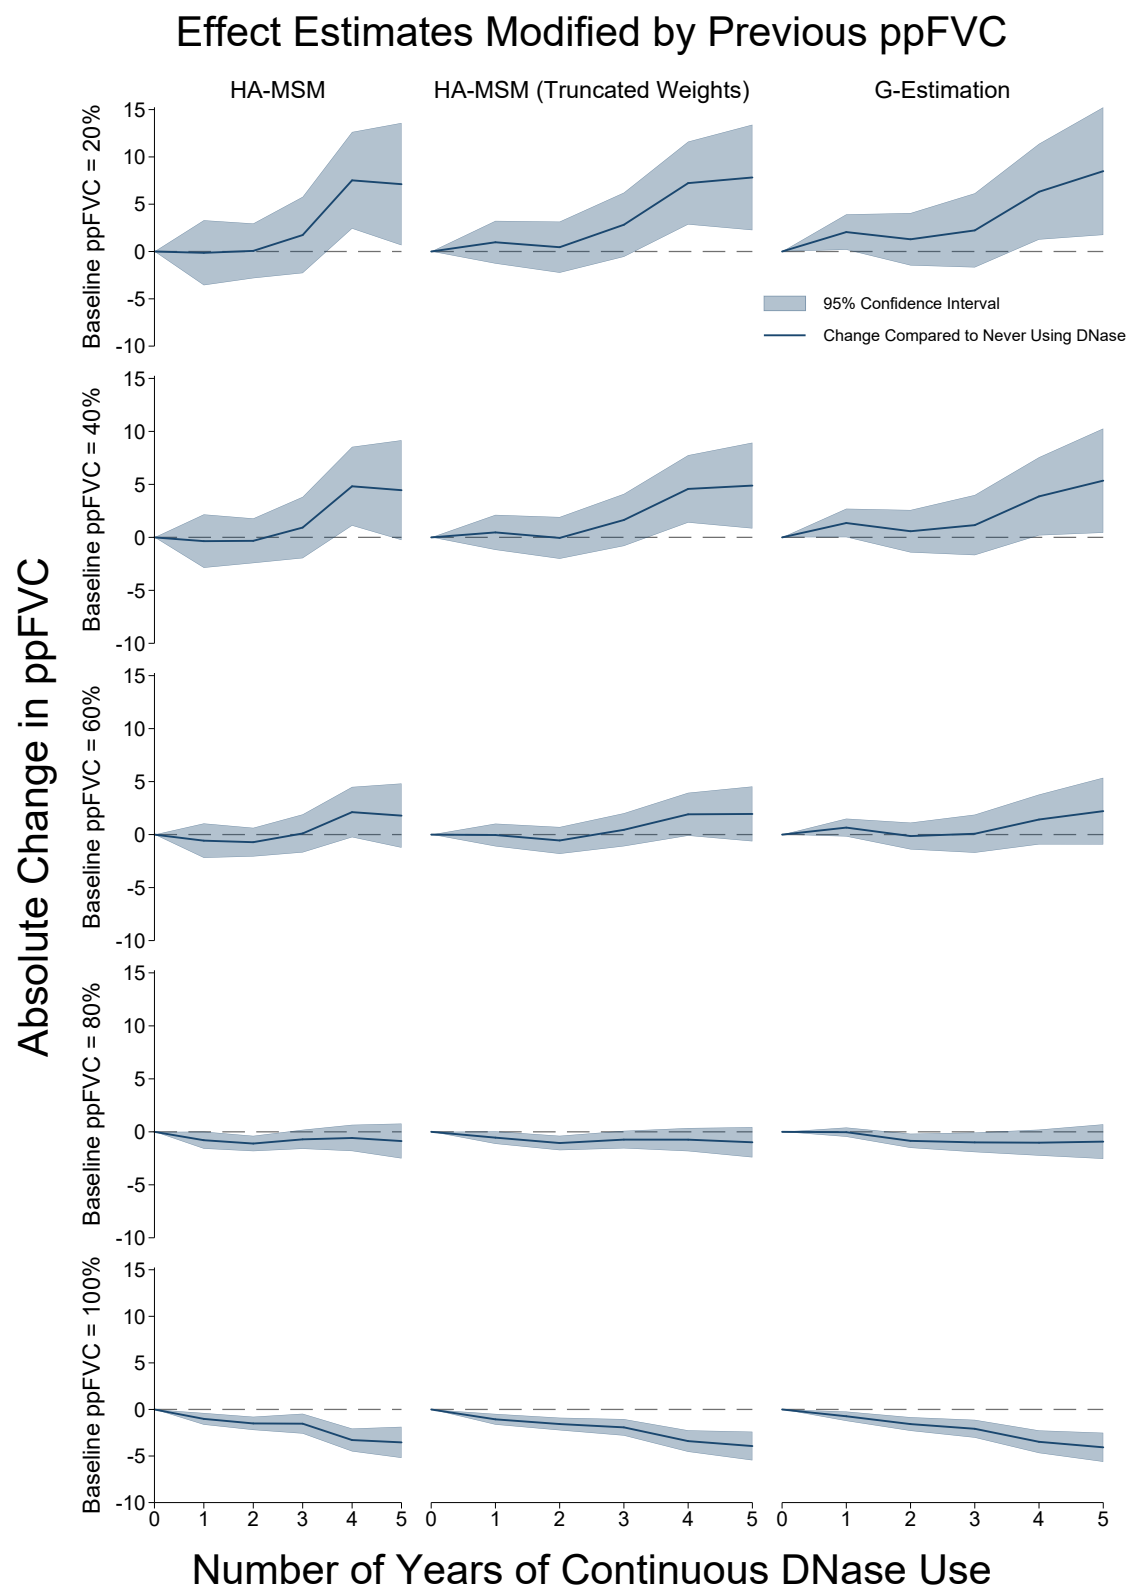 Effect Estimates Modified by Previous ppFVC
HA-MSM
HA-MSM (Truncated Weights)
G-Estimation
Absolute Change in ppFVC
Baseline ppFVC = 20%
15
10
5
0
-5
-10
95% Confidence Interval
Change Compared to Never Using DNase
Baseline ppFVC = 40%
15
10
5
0
-5
-10
Baseline ppFVC = 60%
15
10
5
0
-5
-10
Baseline ppFVC = 80%
15
10
5
0
-5
-10
Baseline ppFVC = 100%
15
10
5
0
-5
-10
0 1 2 3 4 5
0 1 2 3 4 5
0 1 2 3 4 5
Number of Years of Continuous DNase Use